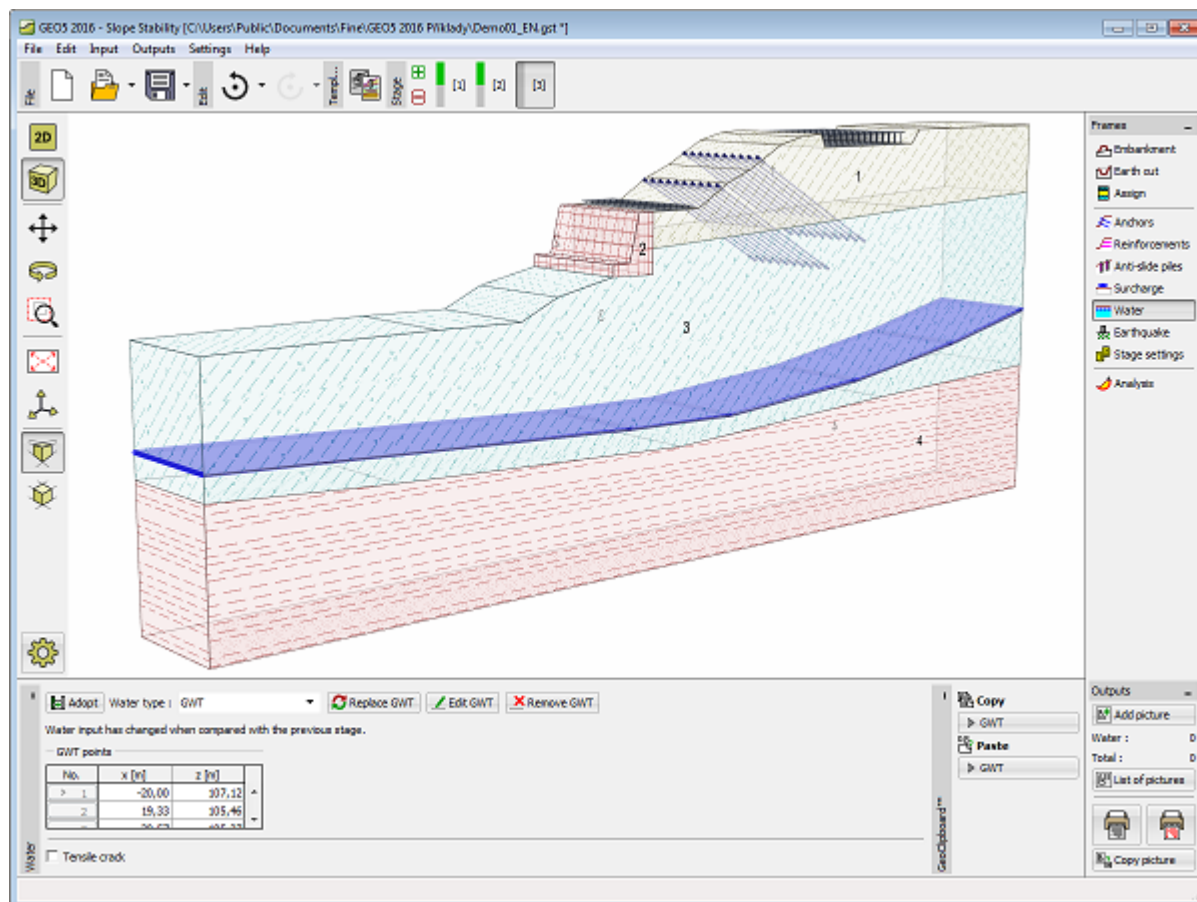 GEO5 2016 - Slope Stability [C:\Users\Public\Documents\Fine\GEO5 2016 Příklady\Demo01_EN.gst *]
File Edit Input Outputs Settings Help
File
Edit
Templ...
Stage
[1]
[2]
[3]
2D
3D
1
2
3
4
Frames
Embankment
Earth cut
Assign
Anchors
Reinforcements
Anti-slide piles
Surcharge
Water
Earthquake
Stage settings
Analysis
Adopt Water type : GWT Replace GWT Edit GWT Remove GWT
Water input has changed when compared with the previous stage.
GWT points
No. x [m] z [m]
> 1 -20,00 107,12
2 19,33 105,46
Tensile crack
Water
GeoClipboard™
Copy
GWT
Paste
GWT
Outputs
Add picture
Water : 0
Total : 0
List of pictures
Copy picture